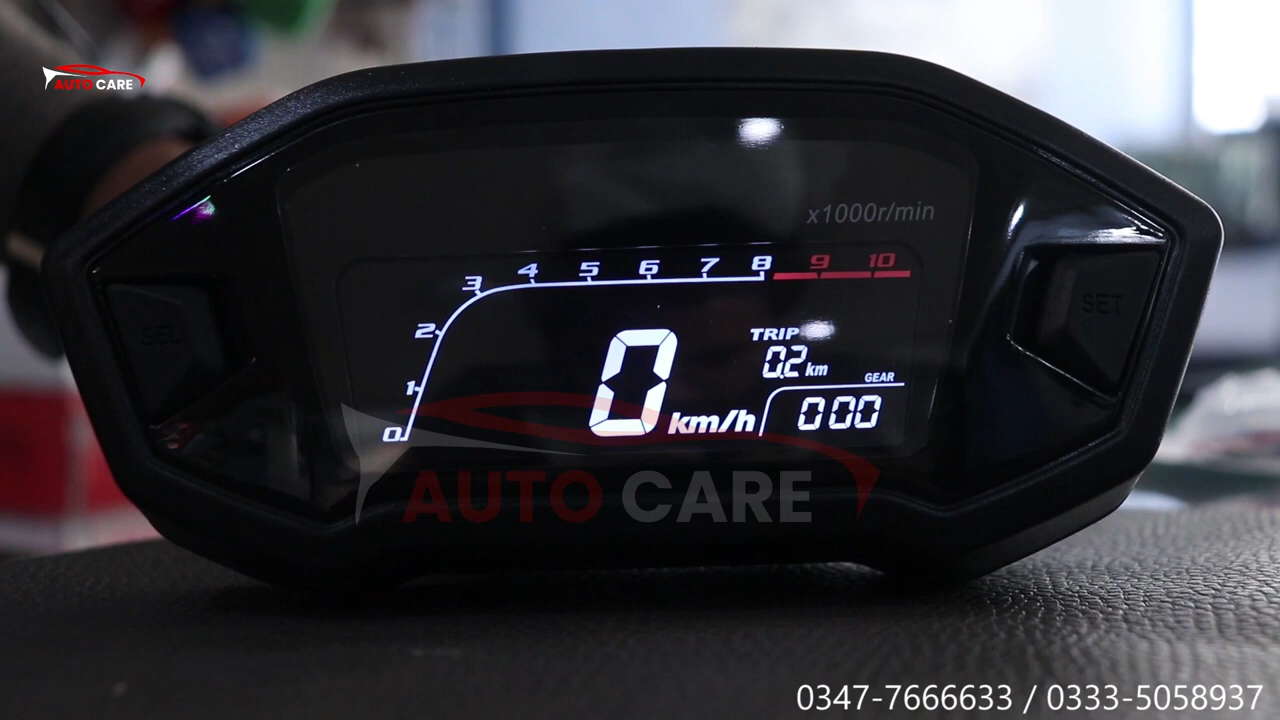 AUTO CARE
x1000r/min
0 1 2 3 4 5 6 7 8 9 10
SEL
SET
TRIP
0.2 km
GEAR
0 km/h
000
AUTO CARE
0347-7666633 / 0333-5058937